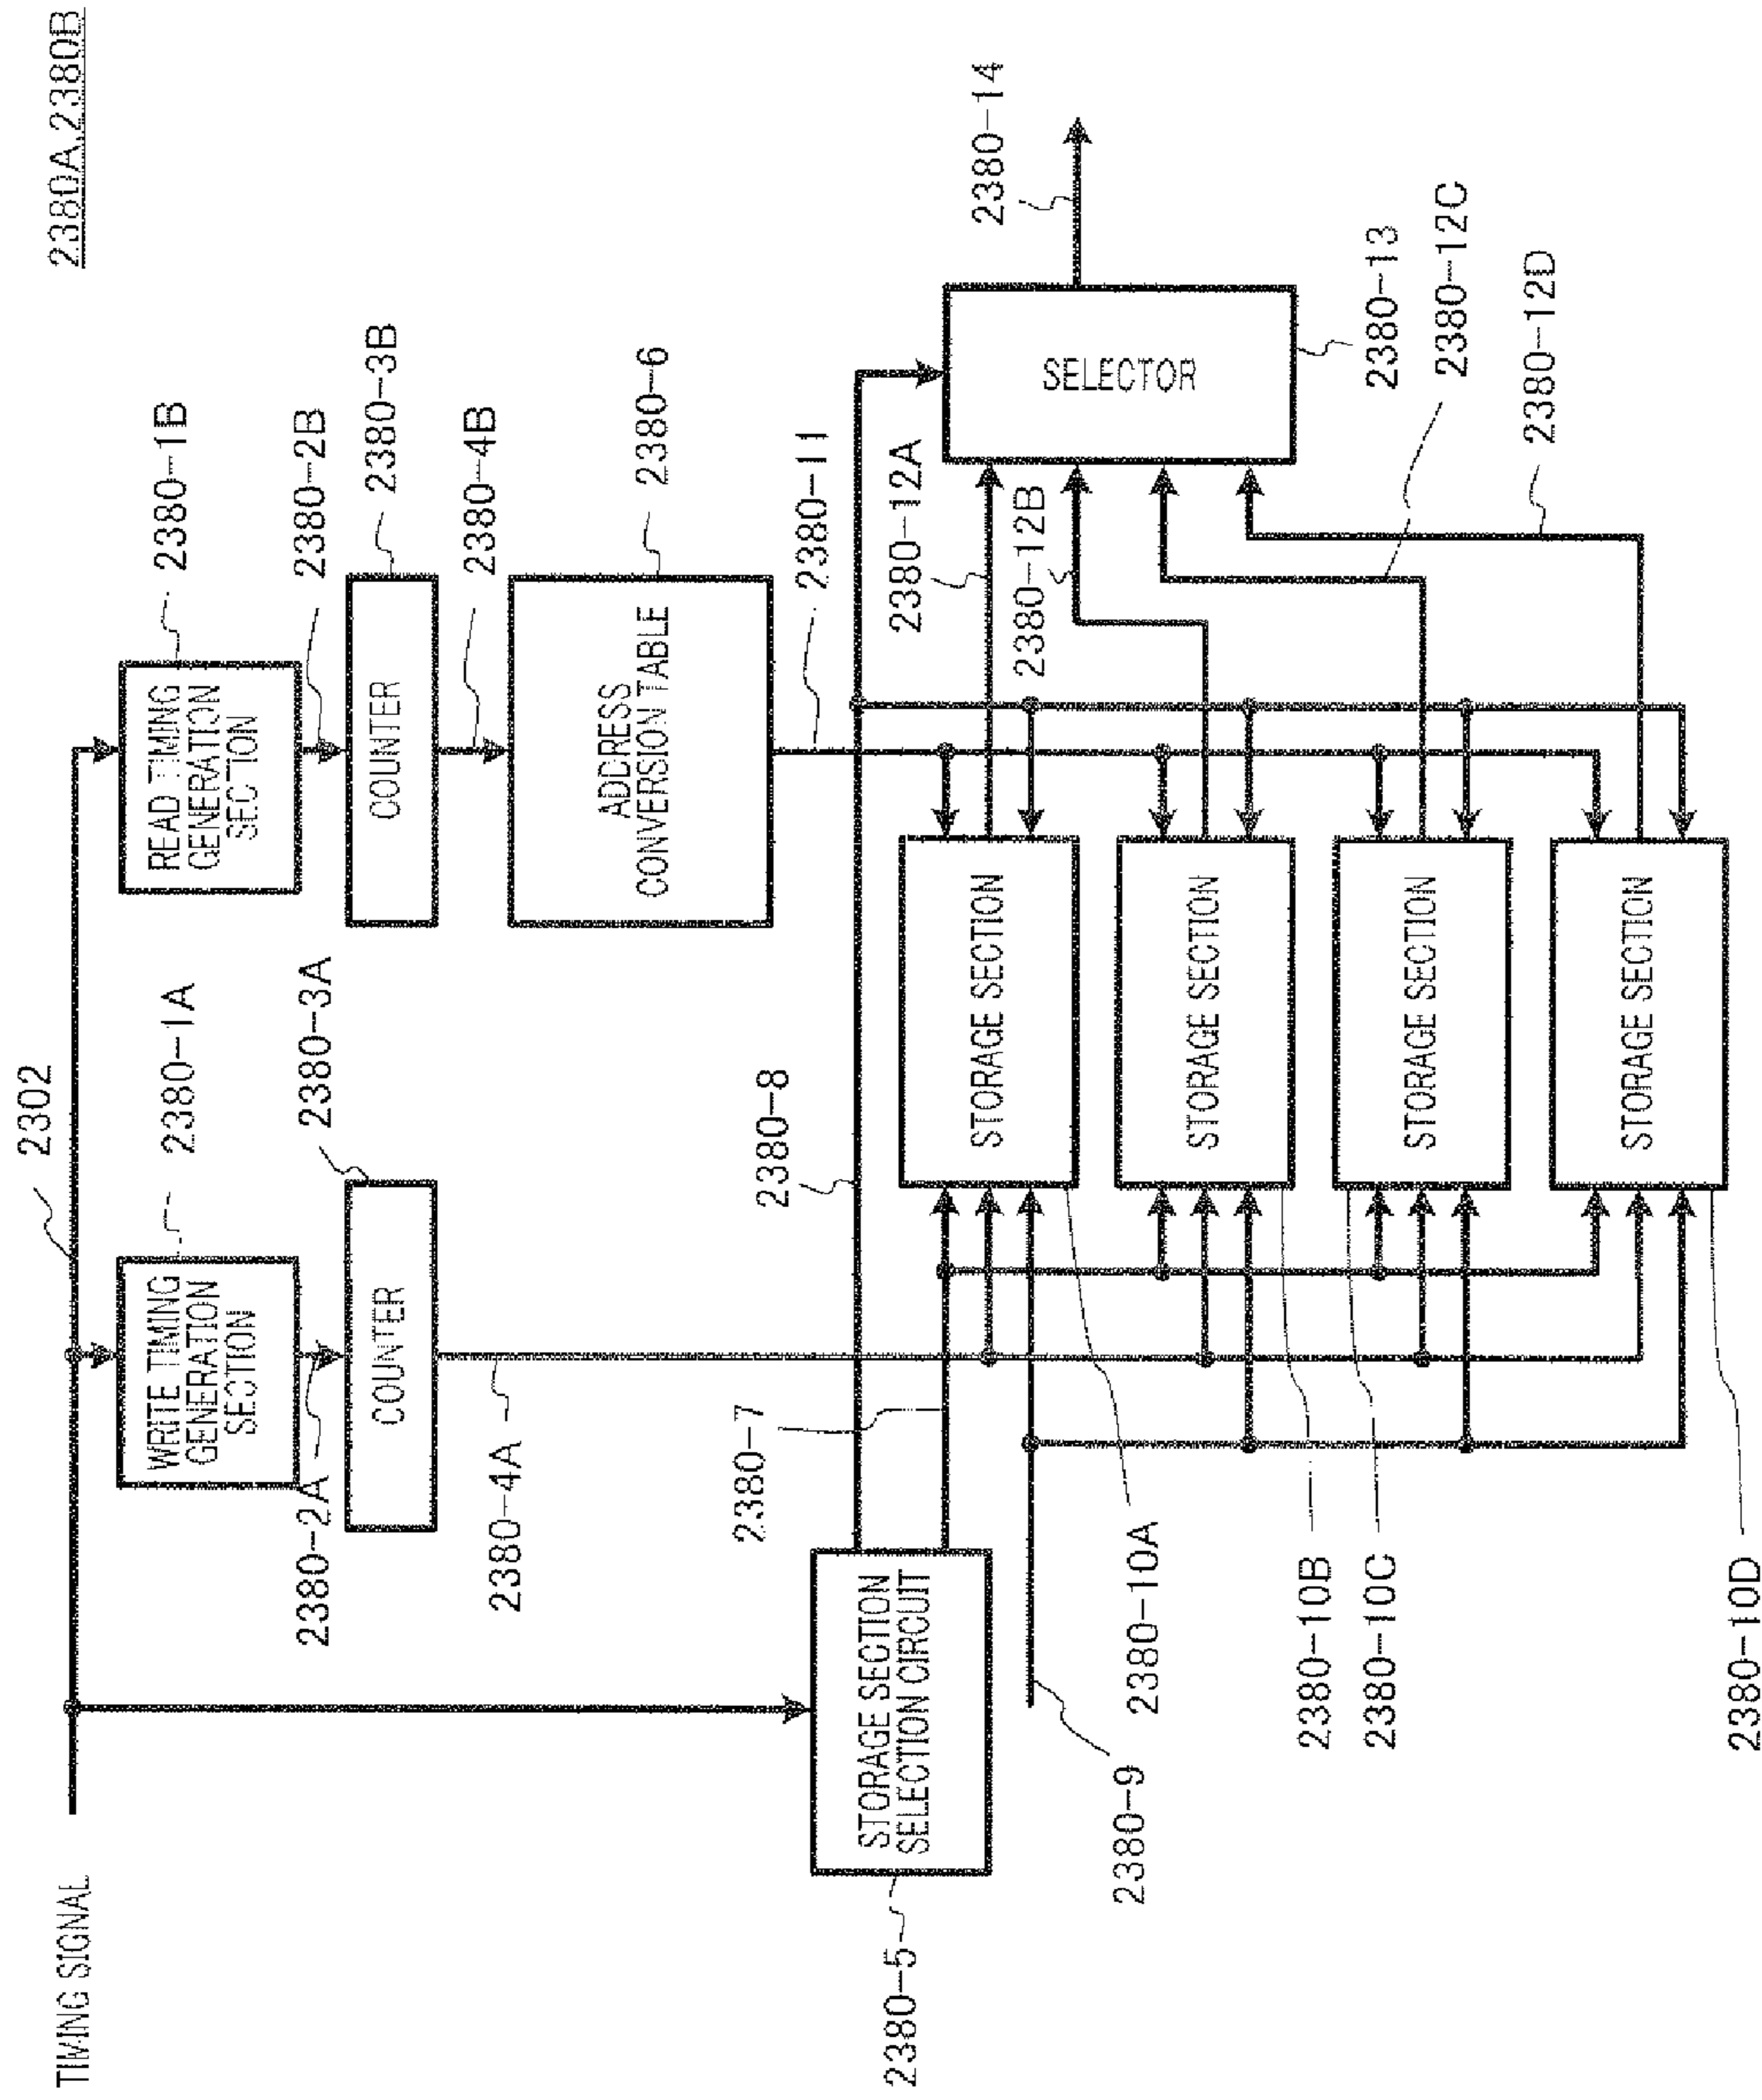 2380A,2380B
TIMING SIGNAL
2302
WRITE TIMING
GENERATION
SECTION
2380-1A
READ TIMING
GENERATION
SECTION
2380-1B
2380-2A
2380-2B
COUNTER
2380-3A
COUNTER
2380-3B
2380-4A
2380-4B
ADDRESS
CONVERSION TABLE
2380-6
STORAGE SECTION
SELECTION CIRCUIT
2380-5
2380-7
2380-8
2380-11
2380-9
STORAGE SECTION
2380-10A
STORAGE SECTION
2380-10B
STORAGE SECTION
2380-10C
STORAGE SECTION
2380-10D
2380-12A
2380-12B
SELECTOR
2380-13
2380-12C
2380-12D
2380-14